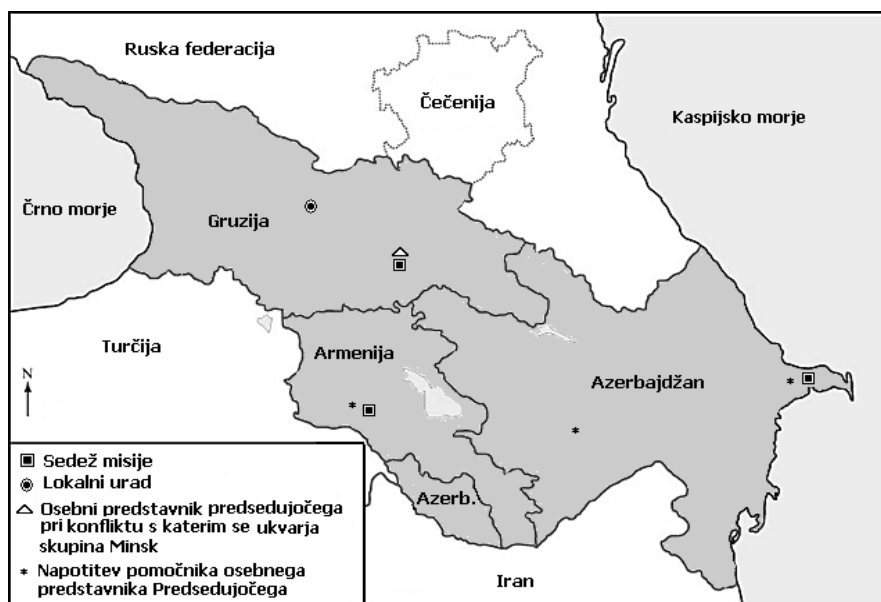 Ruska federacija
Čečenija
Kaspijsko morje
Črno morje
Gruzija
Turčija
Armenija
Azerbajdžan
N
*
*
*
Azerb.
Iran
Sedež misije
Lokalni urad
Osebni predstavnik predsedujočega
pri konfliktu s katerim se ukvarja
skupina Minsk
* Napotitev pomočnika osebnega
predstavnika Predsedujočega